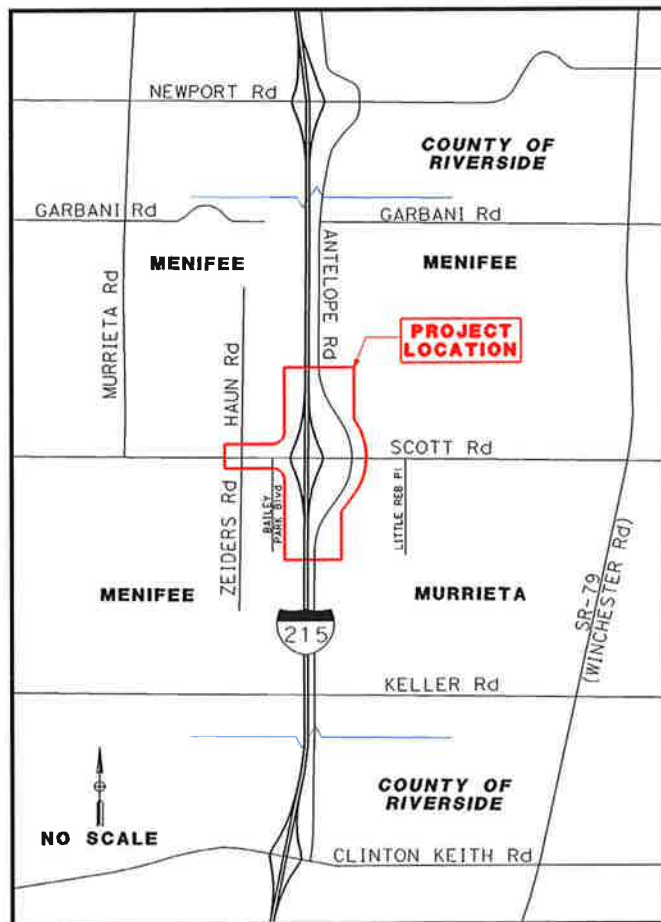 NEWPORT Rd
COUNTY OF
RIVERSIDE
GARBANI Rd
GARBANI Rd
MENIFEE
MENIFEE
MURRIETA Rd
HAUN Rd
ANTELOPE Rd
PROJECT
LOCATION
SCOTT Rd
ZEIDERS Rd
BAILEY
PARK Blvd
LITTLE REB Pl
MENIFEE
MURRIETA
SR-79
(WINCHESTER Rd)
215
KELLER Rd
COUNTY OF
RIVERSIDE
NO SCALE
CLINTON KEITH Rd